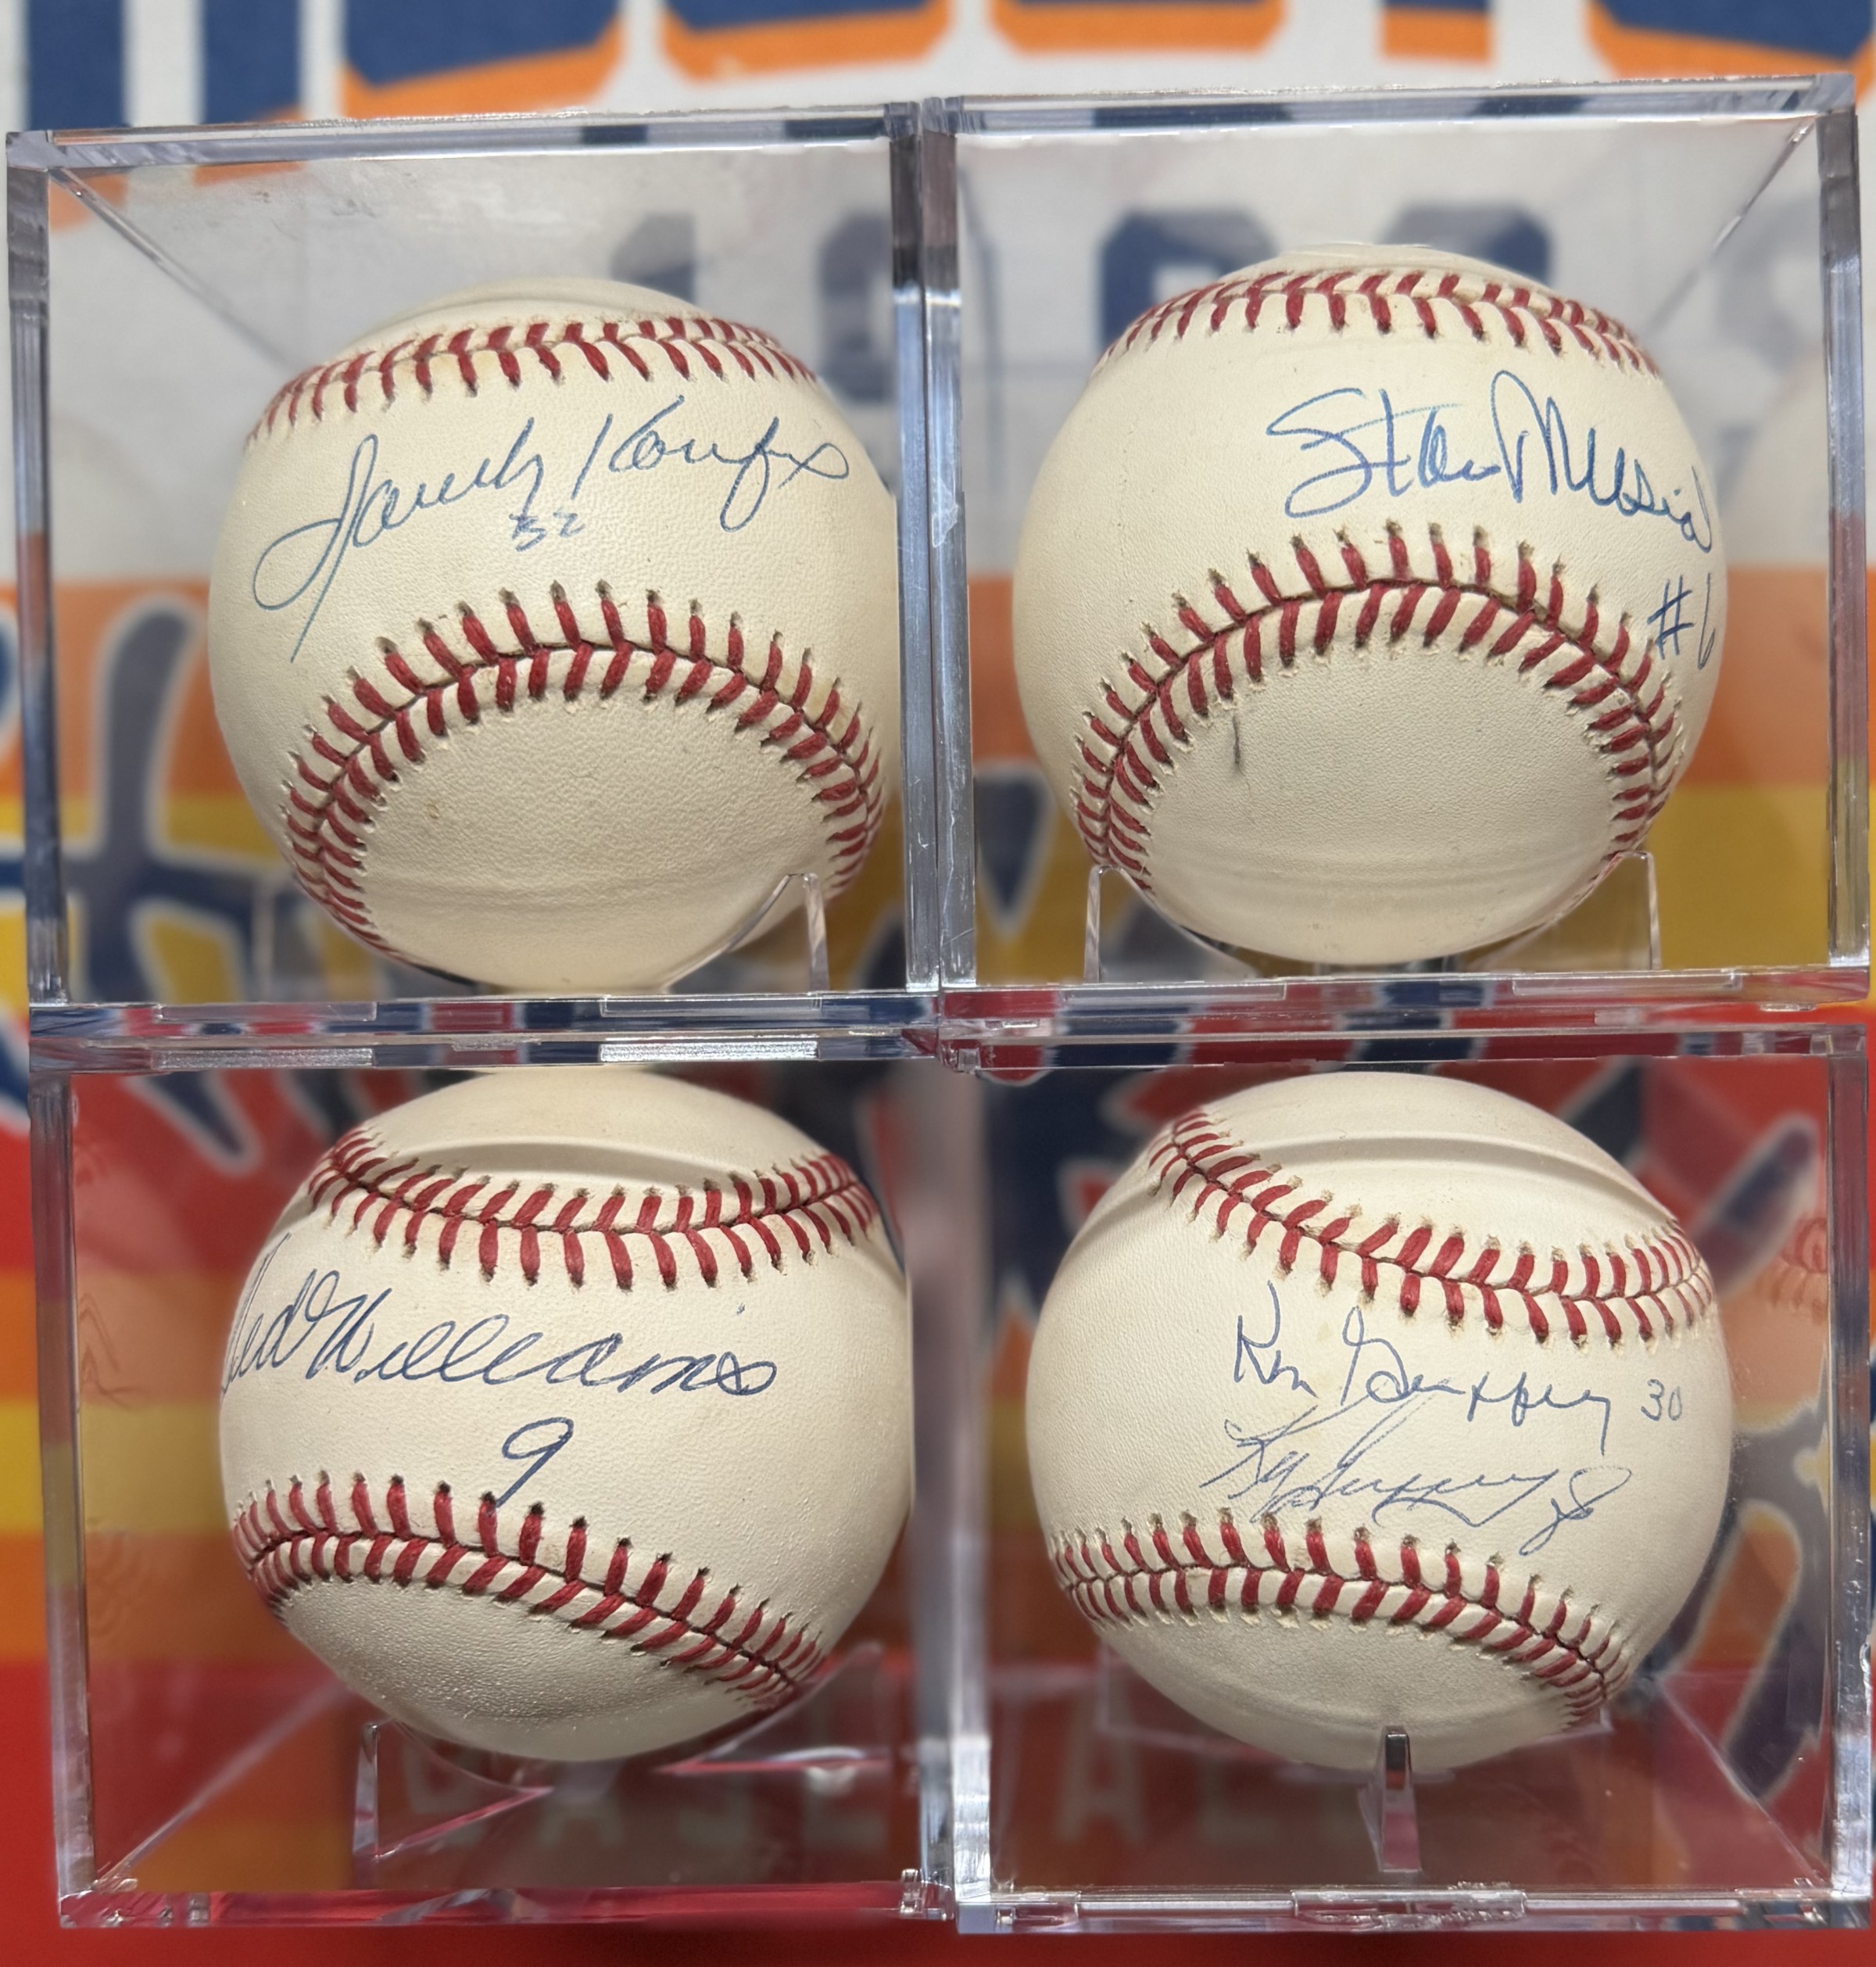 Sandy Koufax
32
Stan Musial
#6
Ted Williams
9
Ken Griffey 30
Ken Griffey Jr